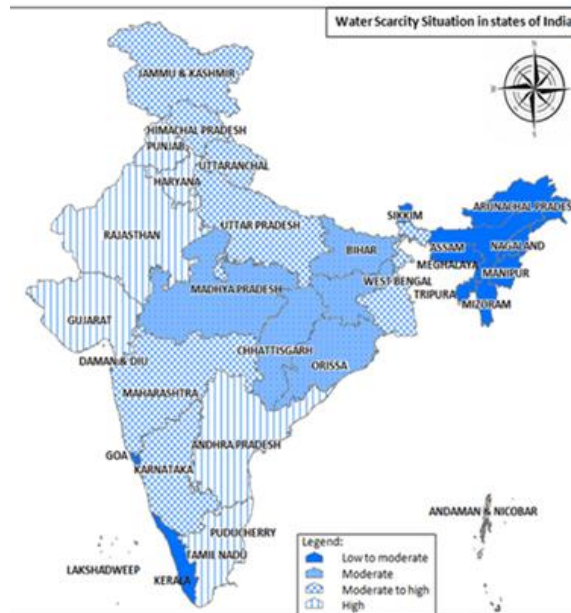 Water Scarcity Situation in states of India
JAMMU & KASHMIR
HIMACHAL PRADESH
PUNJAB
UTTARANCHAL
HARYANA
SIKKIM
ARUNACHAL PRADES
RAJASTHAN
UTTAR PRADESH
BIHAR
ASSAM
NAGALAND
MEGHALAYA
MANIPUR
MADHYA PRADESH
WEST BENGAL
TRIPURA
MIZORAM
GUJARAT
DAMAN & DIU
CHHATTISGARH
ORISSA
MAHARASHTRA
GOA
KARNATAKA
ANDHRA PRADESH
ANDAMAN & NICOBAR
PUDUCHERRY
TAMIL NADU
LAKSHADWEEP
KERALA
Legend:
Low to moderate
Moderate
Moderate to high
High